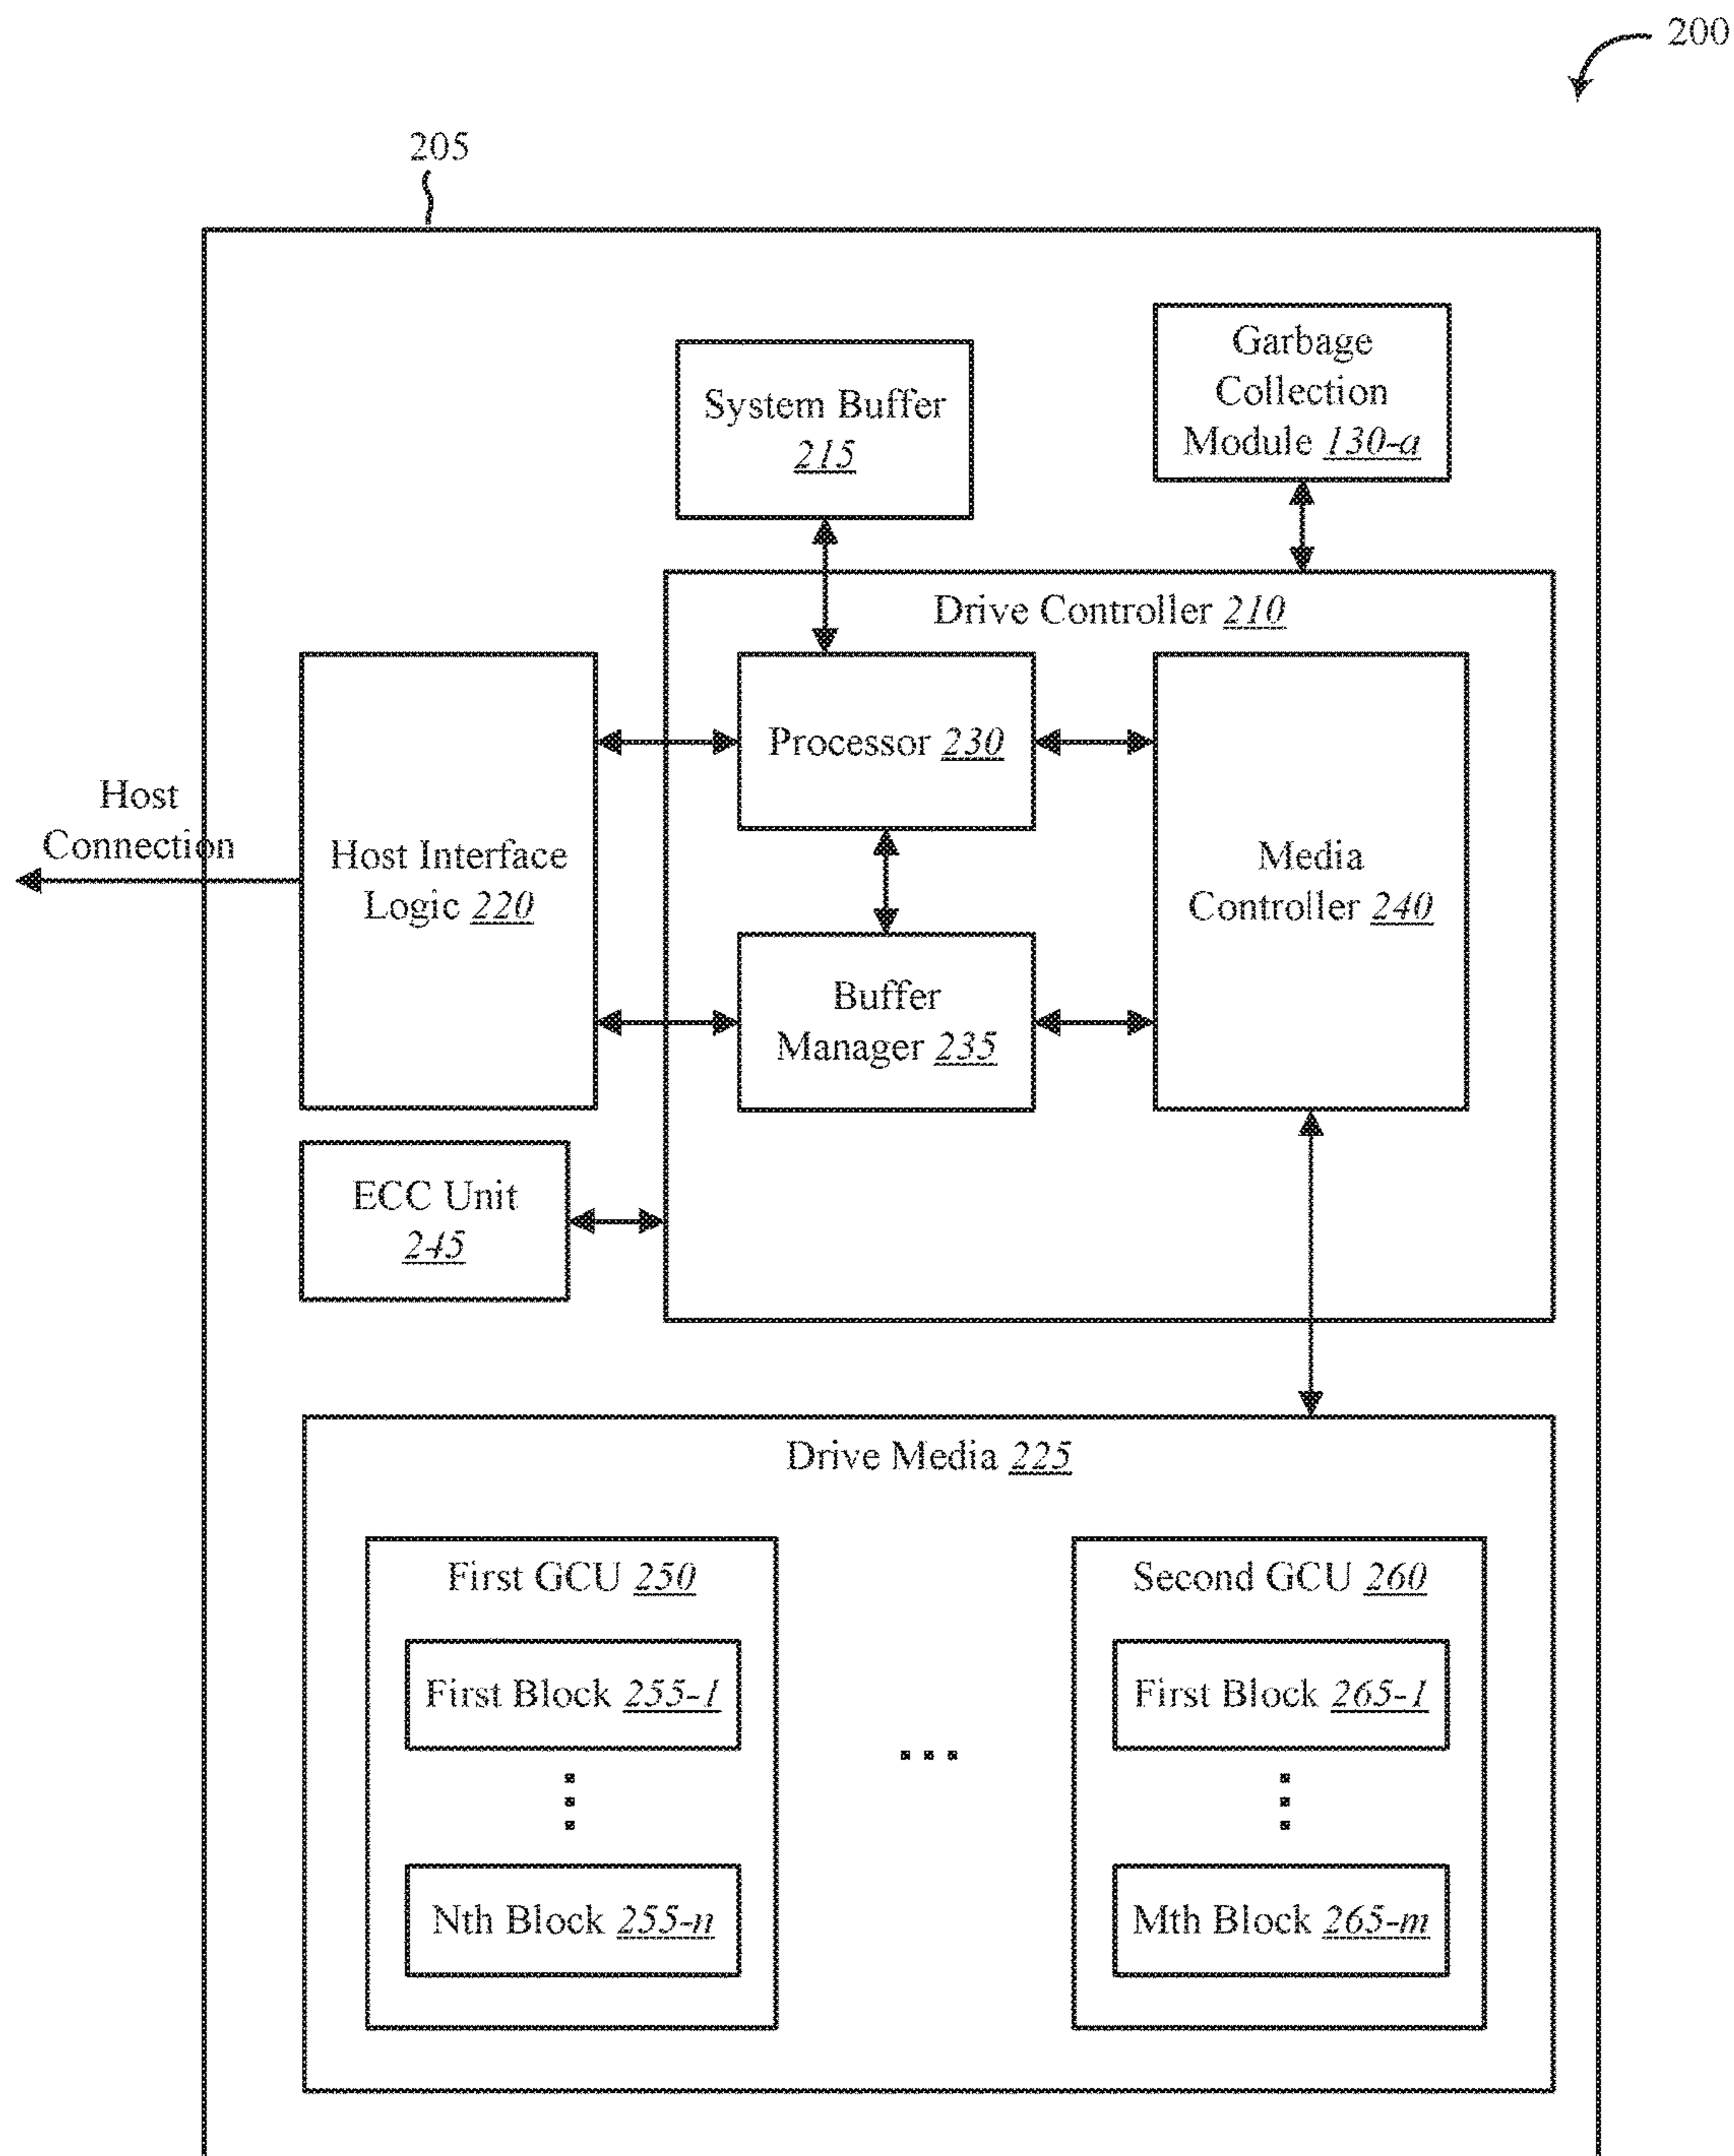 200
205
Garbage
Collection
Module 130-a
System Buffer
215
Drive Controller 210
Processor 230
Host
Connection
Host Interface
Logic 220
Media
Controller 240
Buffer
Manager 235
ECC Unit
245
Drive Media 225
First GCU 250
Second GCU 260
First Block 255-1
First Block 265-1
...
Nth Block 255-n
Mth Block 265-m